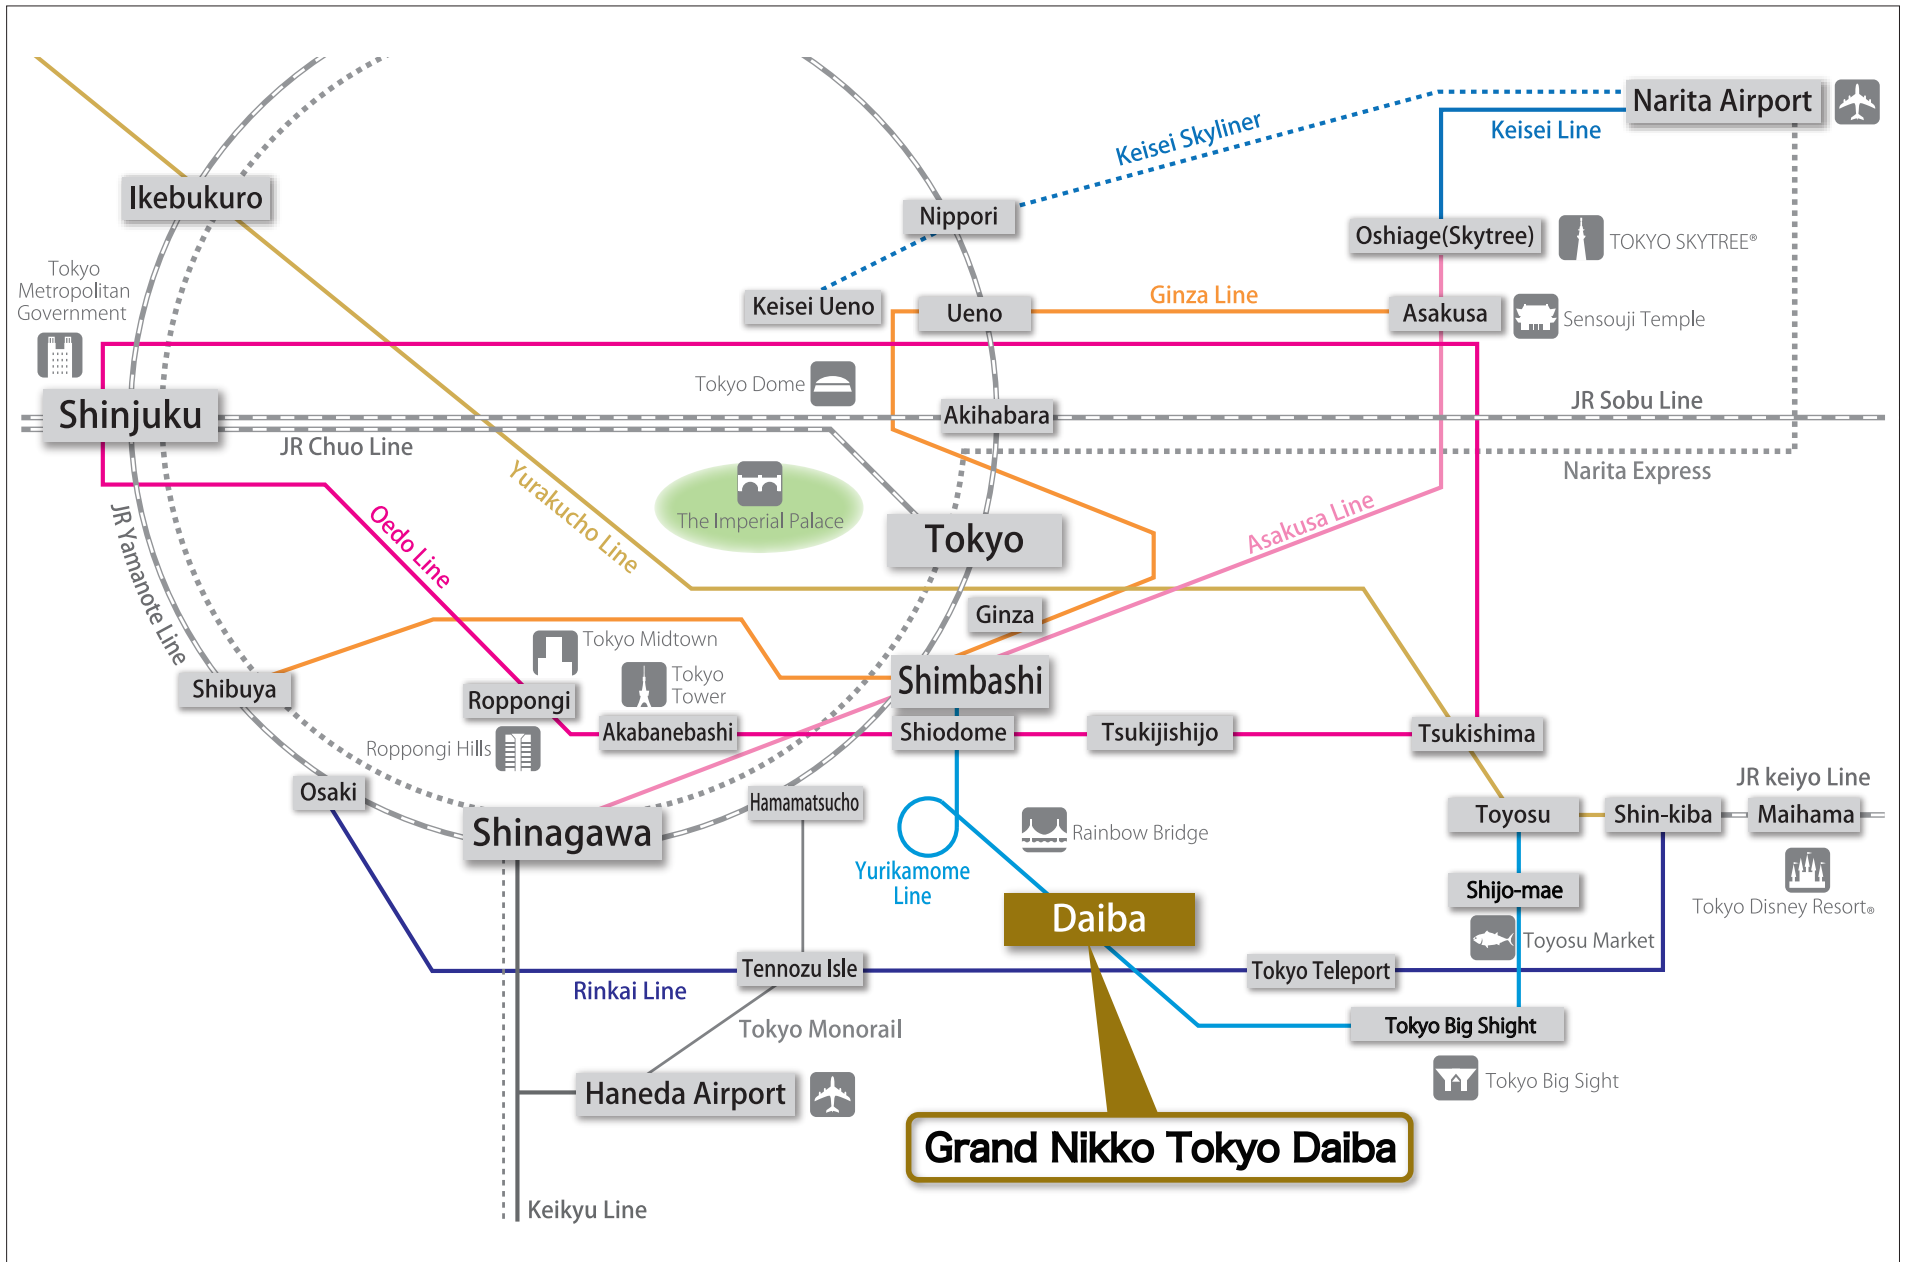 Narita Airport
Keisei Skyliner
Keisei Line
Ikebukuro
Nippori
Oshiage(Skytree)
TOKYO SKYTREE®
Tokyo
Metropolitan
Government
Keisei Ueno
Ueno
Ginza Line
Asakusa
Sensouji Temple
Tokyo Dome
Shinjuku
Akihabara
JR Sobu Line
JR Chuo Line
Narita Express
Yurakucho Line
The Imperial Palace
Oedo Line
JR Yamanote Line
Tokyo
Asakusa Line
Ginza
Tokyo Midtown
Tokyo
Tower
Shibuya
Roppongi
Shimbashi
Akabanebashi
Shiodome
Tsukijishijo
Tsukishima
Roppongi Hills
Osaki
Hamamatsucho
JR keiyo Line
Shinagawa
Toyosu
Shin-kiba
Maihama
Rainbow Bridge
Yurikamome
Line
Shijo-mae
Tokyo Disney Resort®
Daiba
Toyosu Market
Tennozu Isle
Tokyo Teleport
Rinkai Line
Tokyo Monorail
Tokyo Big Shight
Haneda Airport
Tokyo Big Sight
Grand Nikko Tokyo Daiba
Keikyu Line